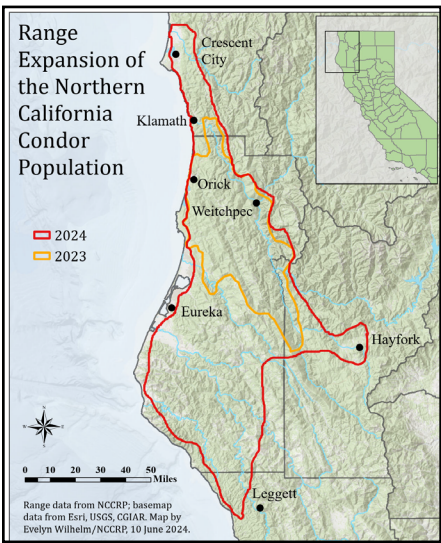 Range
Expansion of
the Northern
California
Condor
Population
2024
2023
Crescent
City
Klamath
Orick
Weitchpec
Eureka
Hayfork
Leggett
N
W E
S
0 5 10 20 30 40 50
Miles
Range data from NCCRP; basemap
data from Esri, USGS, CGIAR. Map by
Evelyn Wilhelm/NCCRP, 10 June 2024.